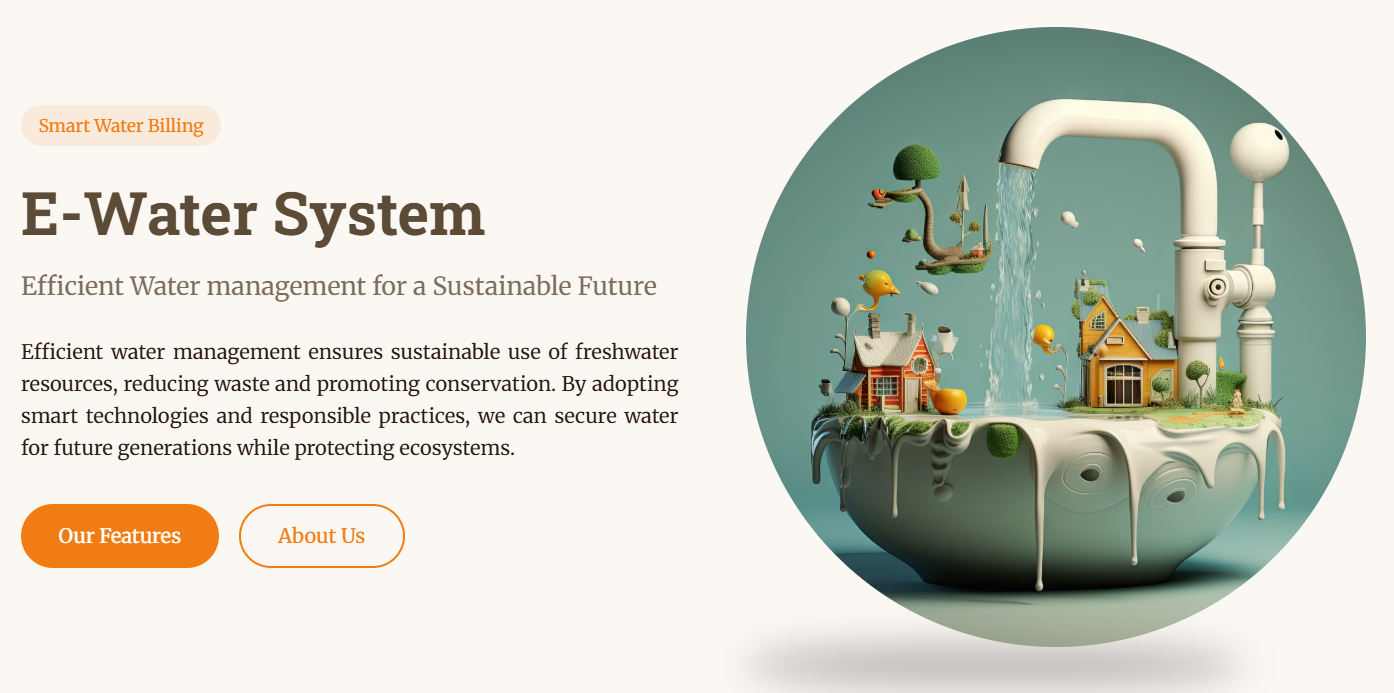 Smart Water Billing
E-Water System
Efficient Water management for a Sustainable Future
Efficient water management ensures sustainable use of freshwater
resources, reducing waste and promoting conservation. By adopting
smart technologies and responsible practices, we can secure water
for future generations while protecting ecosystems.
Our Features
About Us